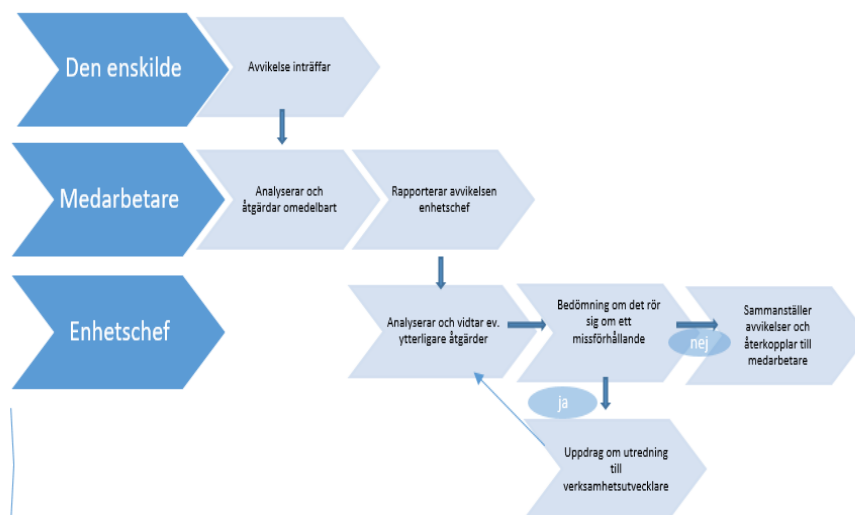 Den enskilde
Avvikelse inträffar
Medarbetare
Analyserar och
åtgärdar omedelbart
Rapporterar avvikelsen
enhetschef
Enhetschef
Analyserar och vidtar ev.
ytterligare åtgärder
Bedömning om det rör
sig om ett
missförhållande
nej
Sammanställer
avvikelser och
återkopplar till
medarbetare
ja
Uppdrag om utredning
till
verksamhetsutvecklare